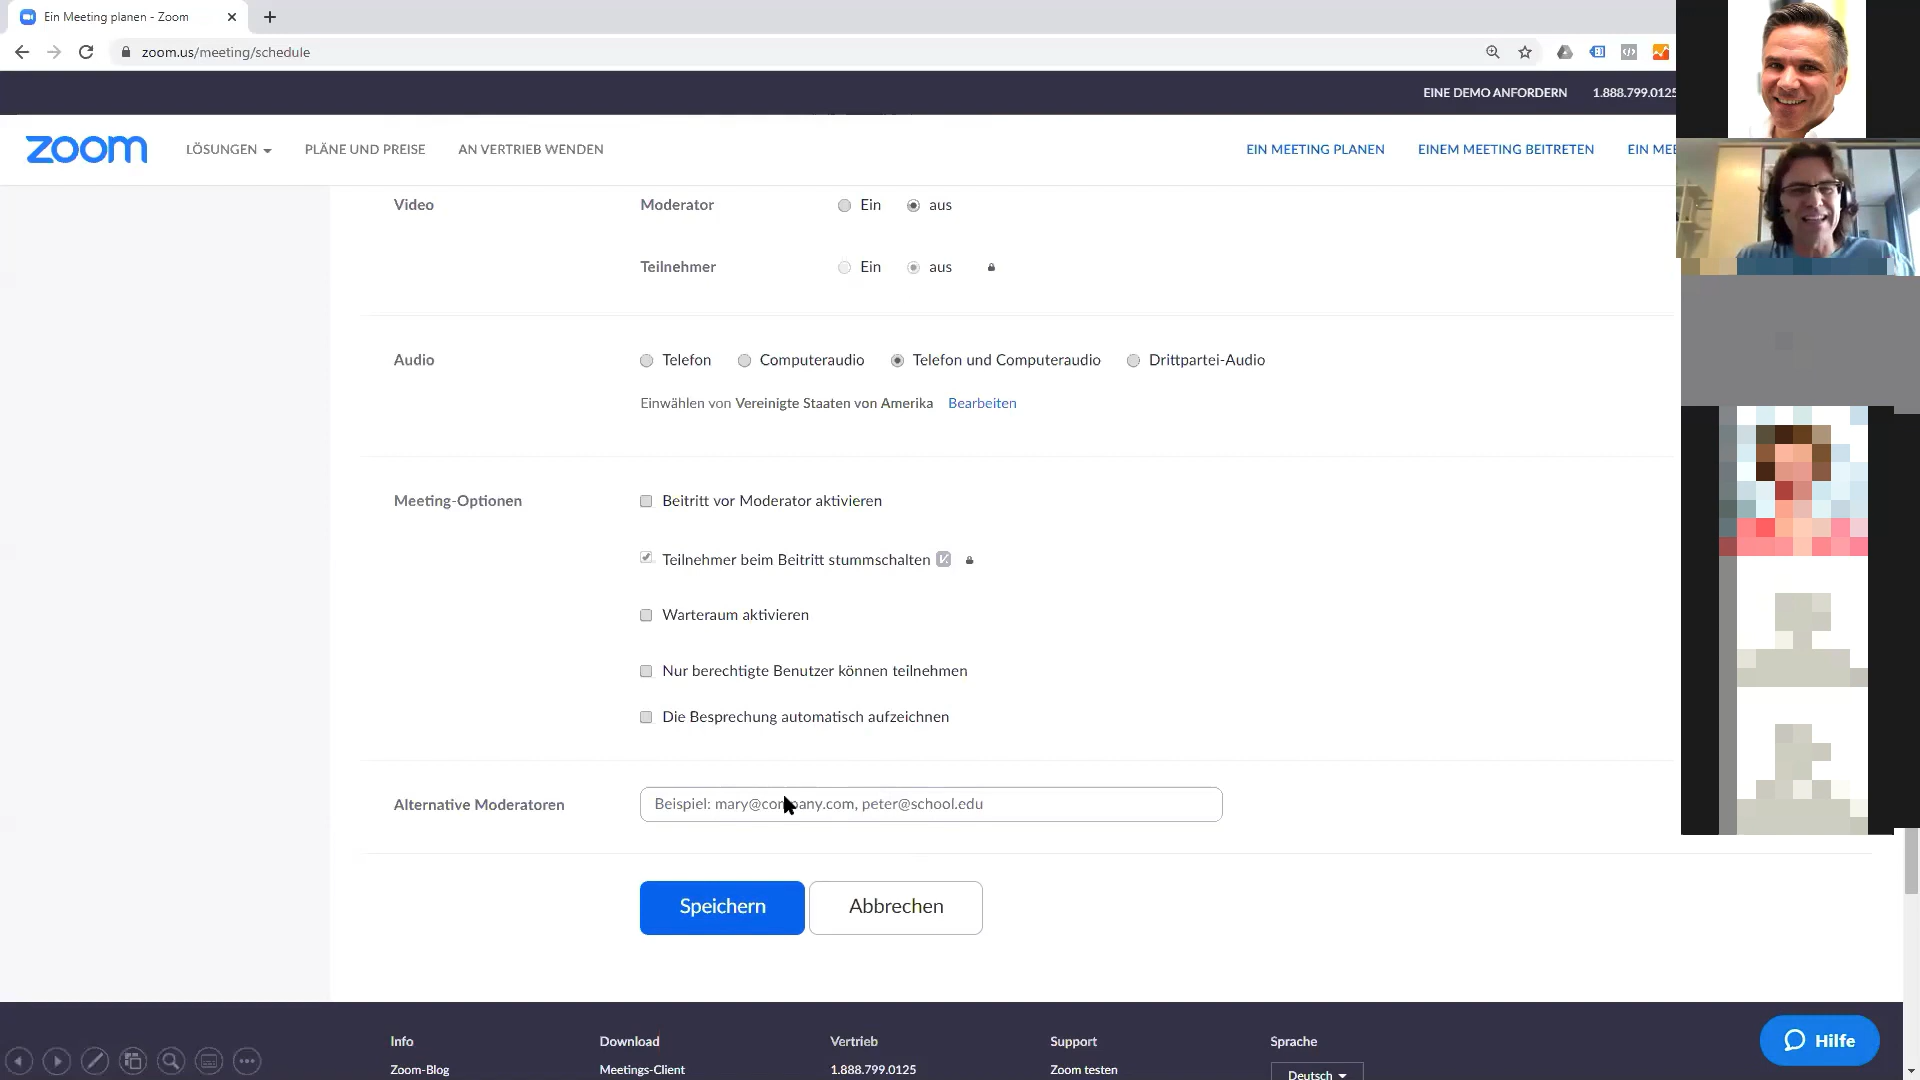 Ein Meeting planen - Zoom
zoom.us/meeting/schedule
EINE DEMO ANFORDERN 1.888.799.0125
zoom LÖSUNGEN PLÄNE UND PREISE AN VERTRIEB WENDEN EIN MEETING PLANEN EINEM MEETING BEITRETEN EIN MEE
Video Moderator Ein aus
Teilnehmer Ein aus
Audio Telefon Computeraudio Telefon und Computeraudio Drittpartei-Audio
Einwählen von Vereinigte Staaten von Amerika Bearbeiten
Meeting-Optionen Beitritt vor Moderator aktivieren
Teilnehmer beim Beitritt stummschalten
Warteraum aktivieren
Nur berechtigte Benutzer können teilnehmen
Die Besprechung automatisch aufzeichnen
Alternative Moderatoren Beispiel: mary@company.com, peter@school.edu
Speichern Abbrechen
Info Download Vertrieb Support Sprache
Zoom-Blog Meetings-Client 1.888.799.0125 Zoom testen Deutsch
Hilfe